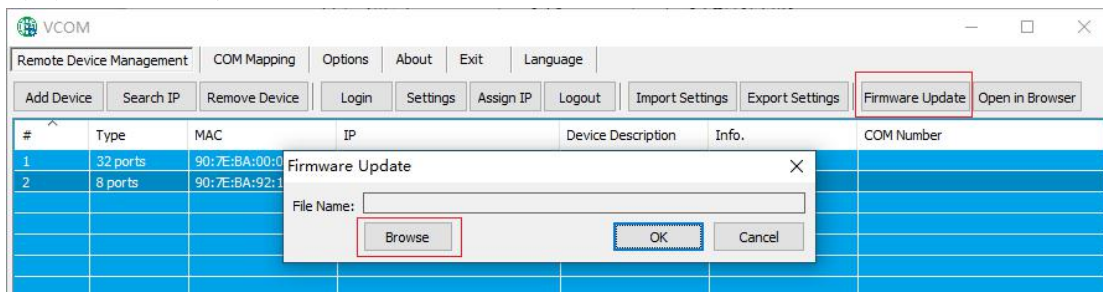 VCOM
Remote Device Management COM Mapping Options About Exit Language
Add Device Search IP Remove Device Login Settings Assign IP Logout Import Settings Export Settings Firmware Update Open in Browser
# Type MAC IP Device Description Info. COM Number
1 32 ports 90:7E:BA:00:0
2 8 ports 90:7E:BA:92:1
Firmware Update
File Name:
Browse OK Cancel